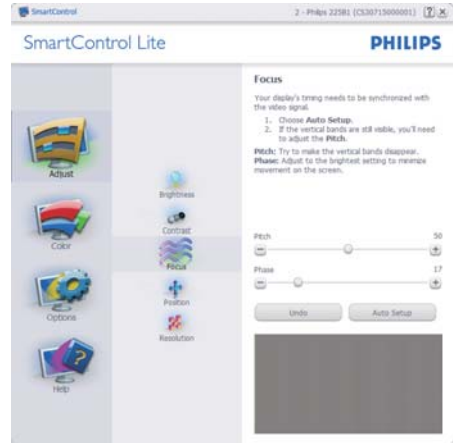 SmartControl
2 - Philips 225B1 (CS30715000001)
SmartControl Lite
PHILIPS
Adjust
Color
Options
Help
Brightness
Contrast
Focus
Position
Resolution
Focus
Your display's timing needs to be synchronized with
the video signal.
1. Choose Auto Setup.
2. If the vertical bands are still visible, you'll need
to adjust the Pitch.
Pitch: Try to make the vertical bands disappear.
Phase: Adjust to the brightest setting to minimize
movement on the screen.
Pitch 50
Phase 17
Undo
Auto Setup